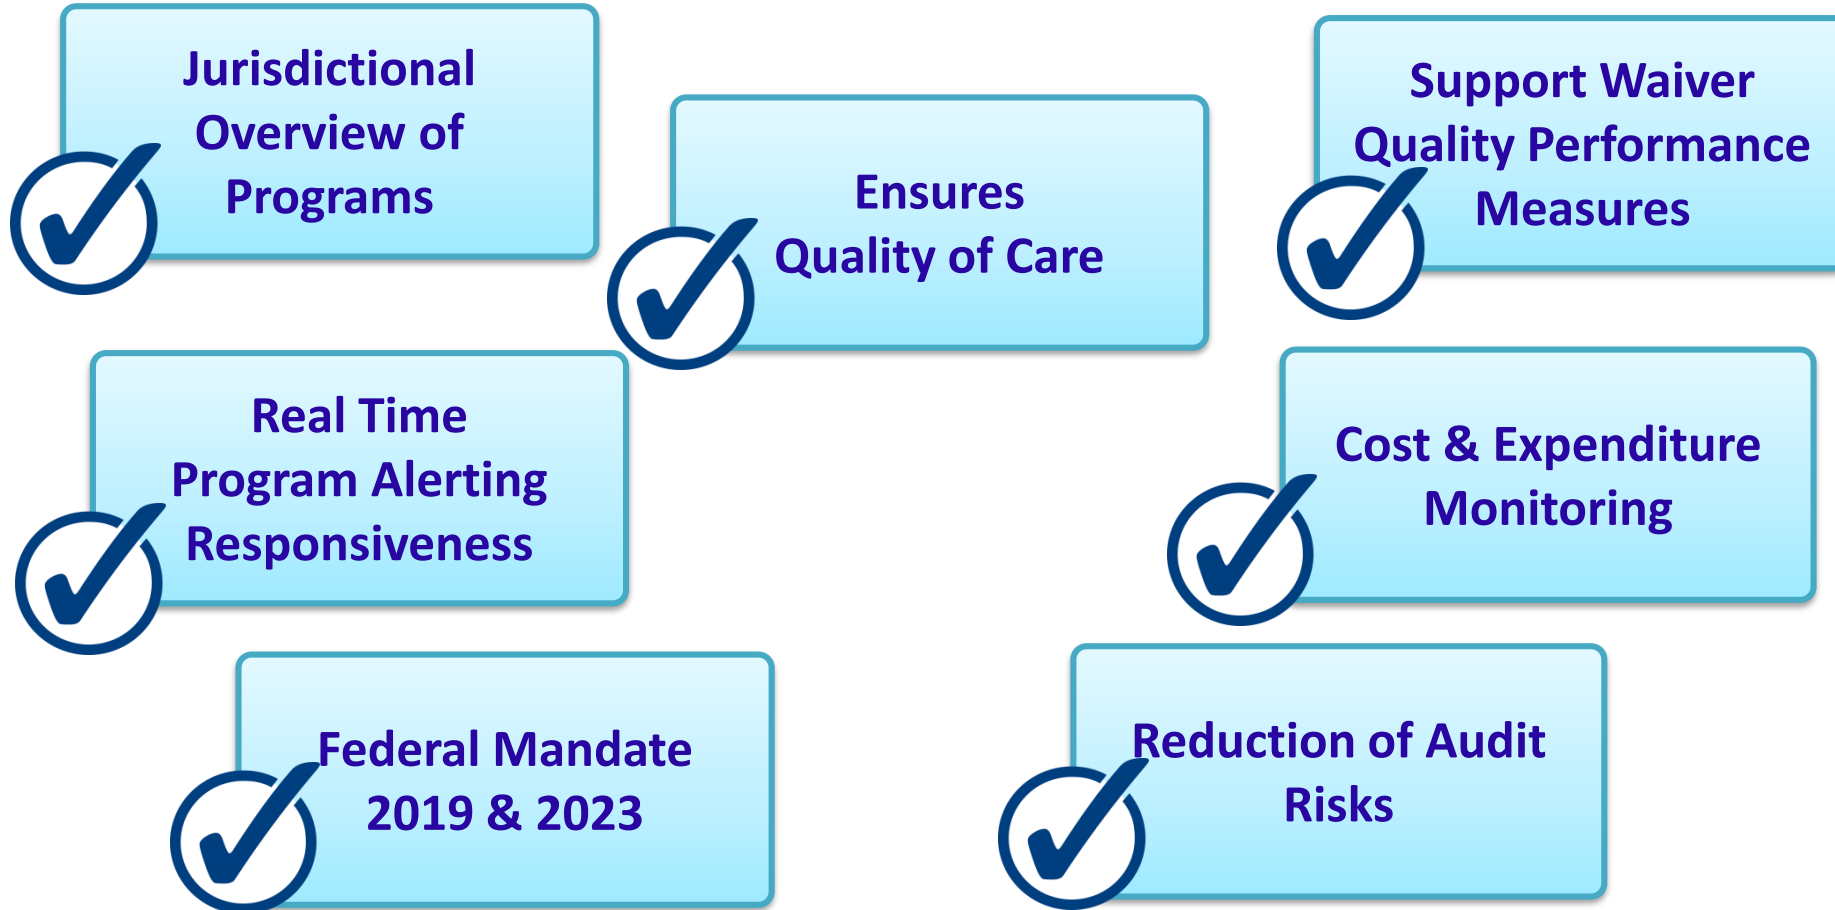 Jurisdictional
Overview of
Programs
Ensures
Quality of Care
Support Waiver
Quality Performance
Measures
Real Time
Program Alerting
Responsiveness
Cost & Expenditure
Monitoring
Federal Mandate
2019 & 2023
Reduction of Audit
Risks